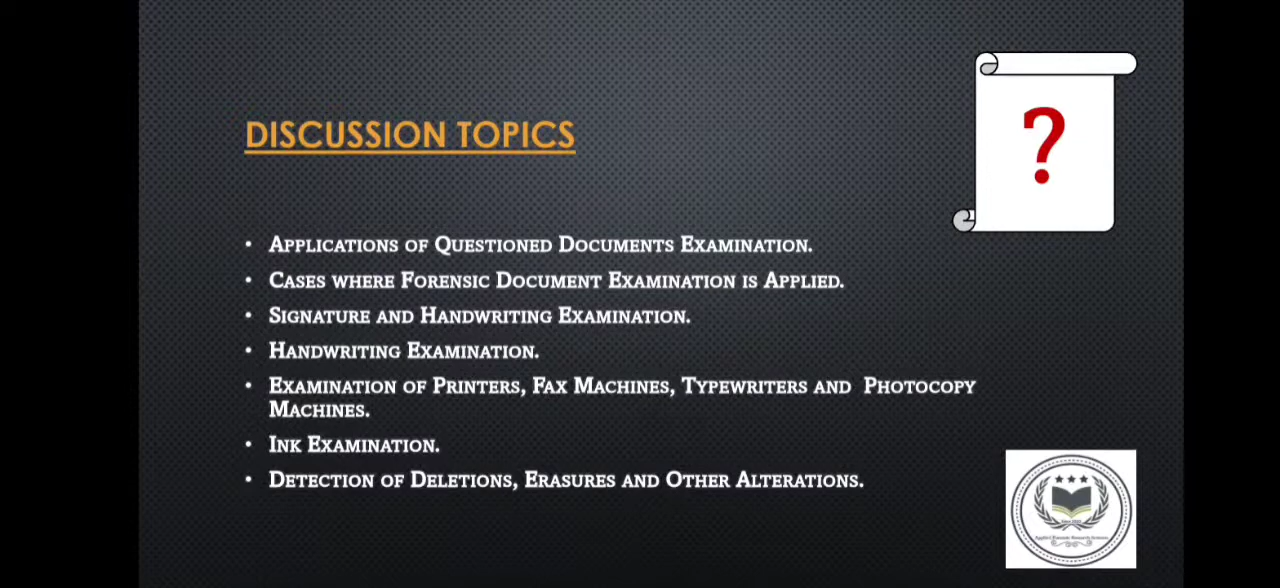 DISCUSSION TOPICS
?
• Applications of Questioned Documents Examination.
• Cases where Forensic Document Examination is Applied.
• Signature and Handwriting Examination.
• Handwriting Examination.
• Examination of Printers, Fax Machines, Typewriters and Photocopy
Machines.
• Ink Examination.
• Detection of Deletions, Erasures and Other Alterations.